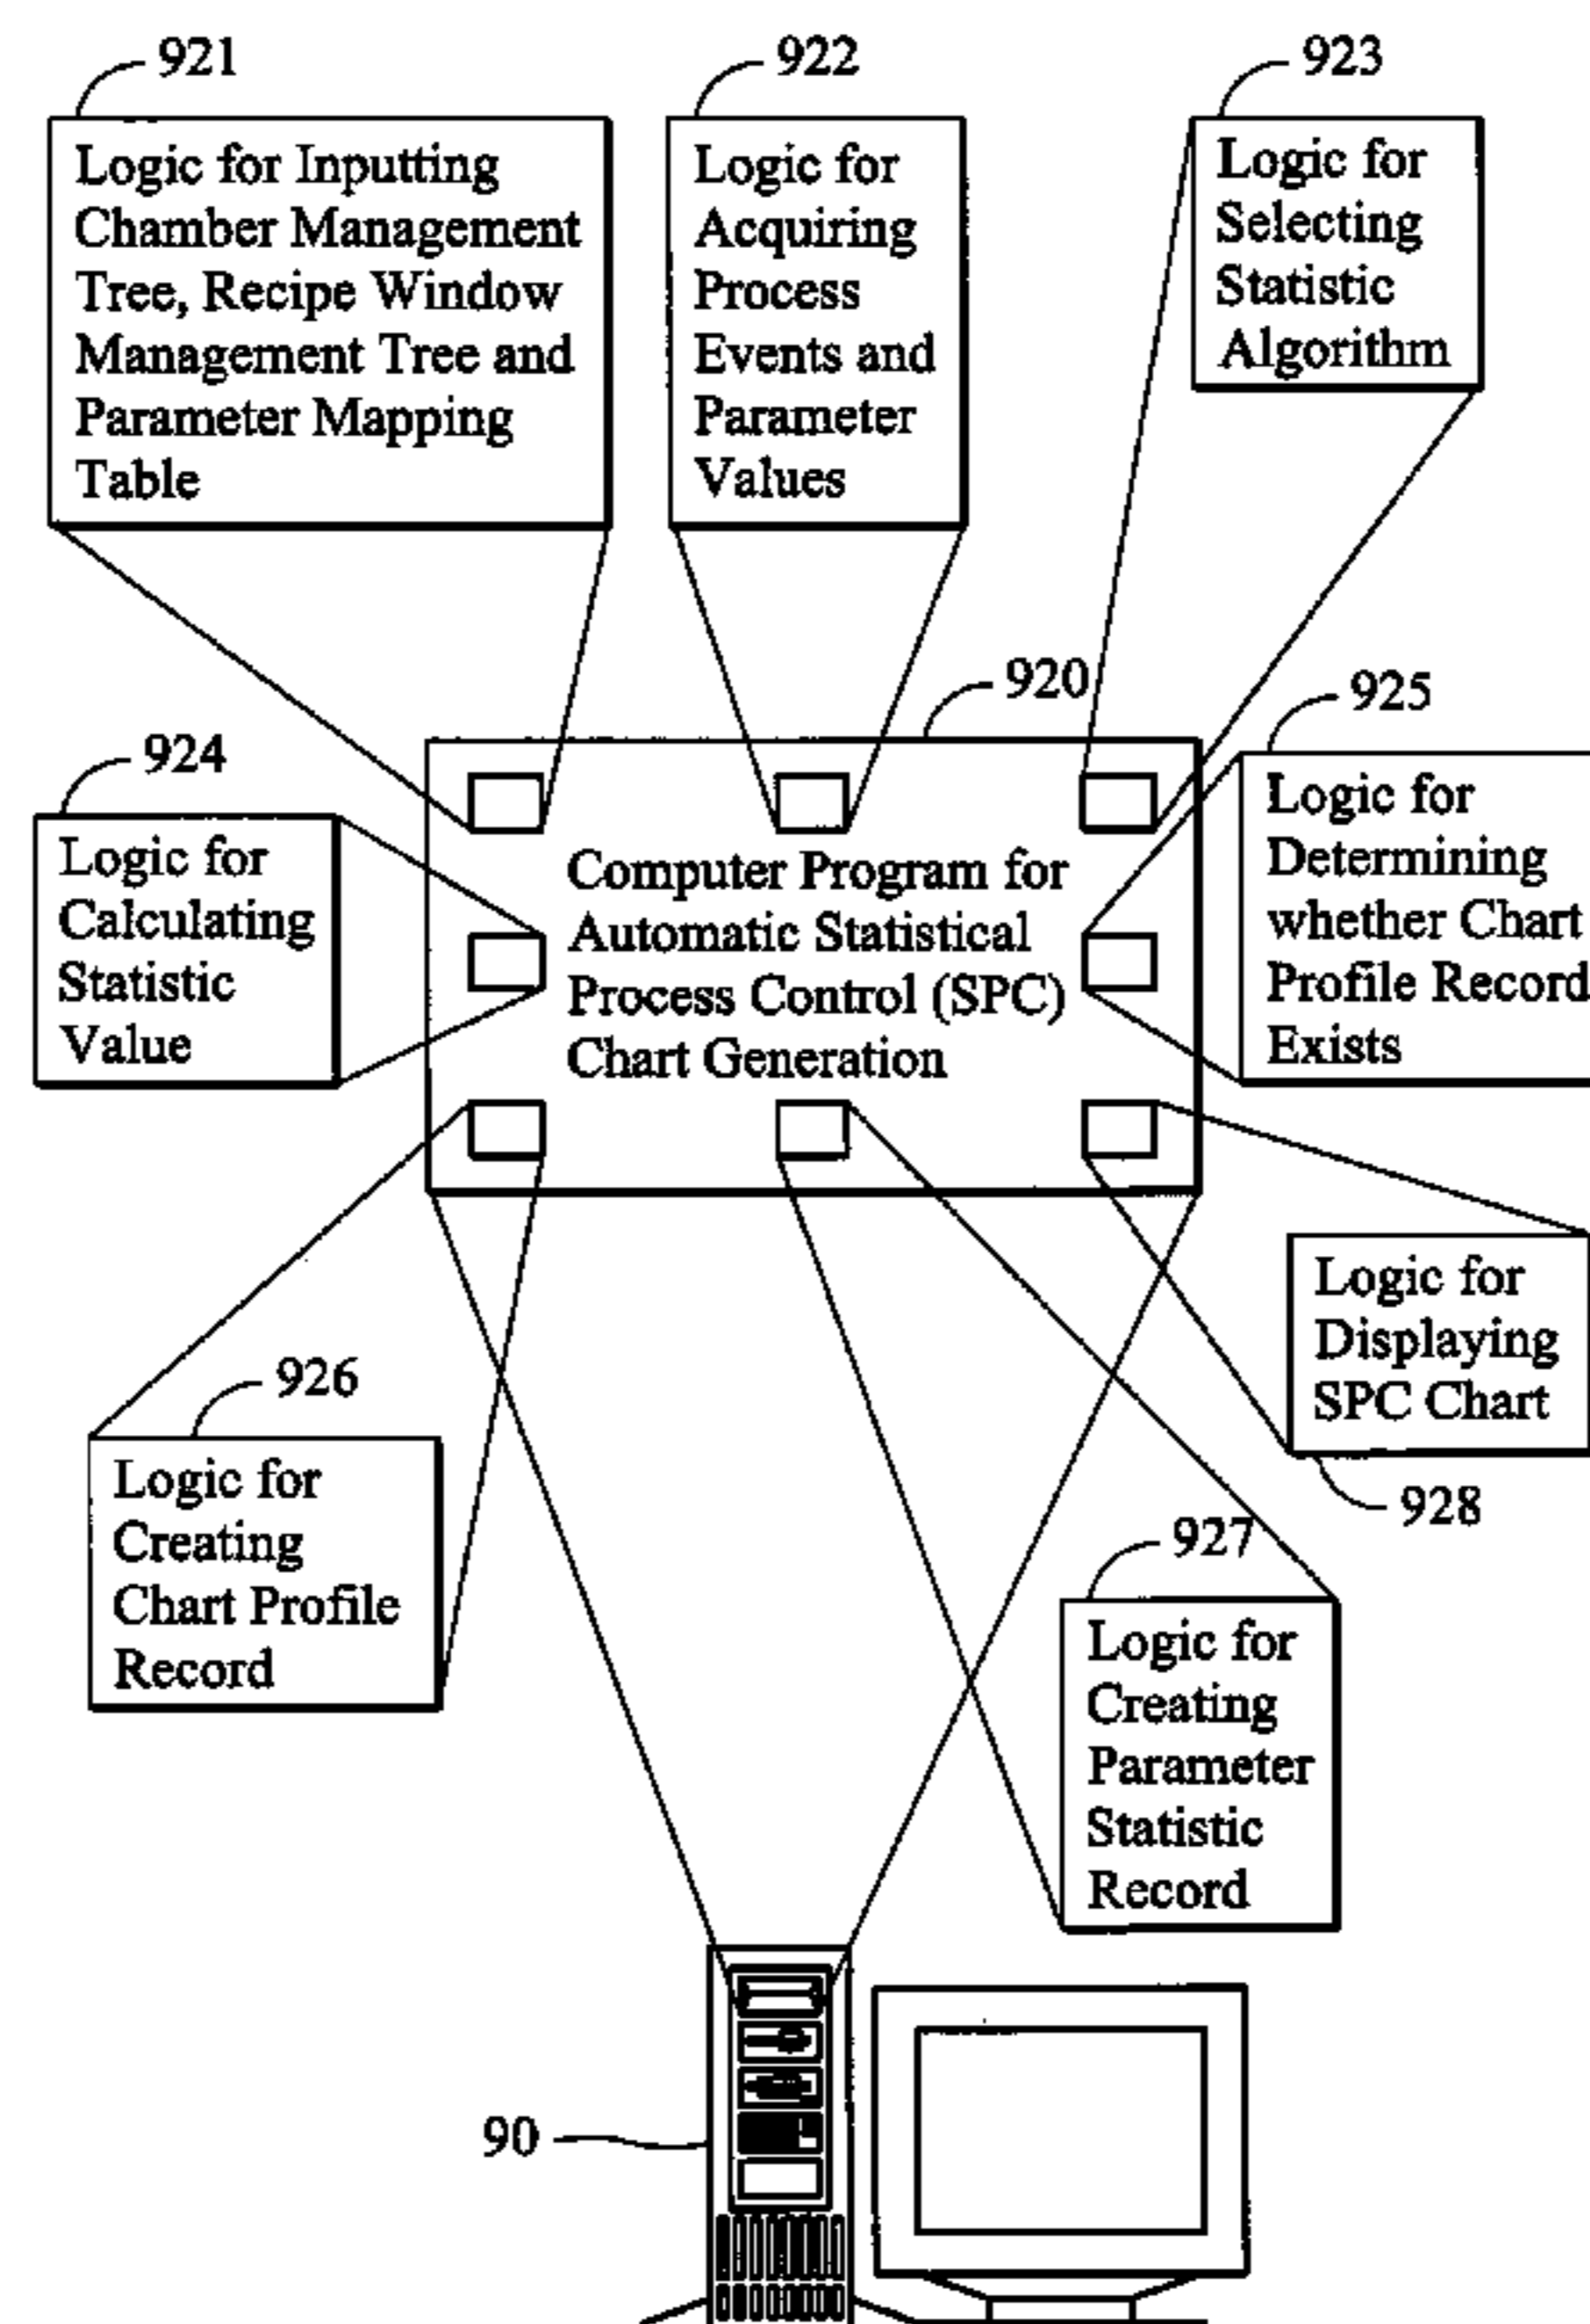 921
Logic for Inputting
Chamber Management
Tree, Recipe Window
Management Tree and
Parameter Mapping
Table
922
Logic for
Acquiring
Process
Events and
Parameter
Values
923
Logic for
Selecting
Statistic
Algorithm
920
Computer Program for
Automatic Statistical
Process Control (SPC)
Chart Generation
924
Logic for
Calculating
Statistic
Value
925
Logic for
Determining
whether Chart
Profile Record
Exists
926
Logic for
Creating
Chart Profile
Record
927
Logic for
Creating
Parameter
Statistic
Record
Logic for
Displaying
SPC Chart
928
90